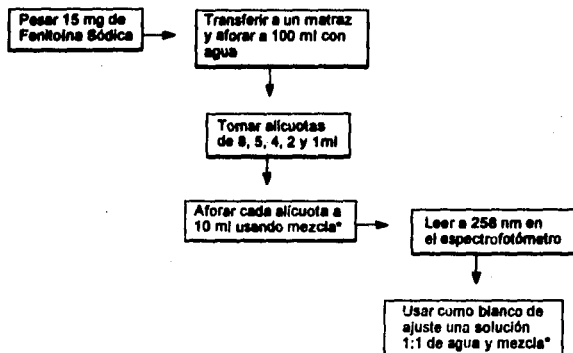 Pesar 15 mg de
Fenitoína Sódica
Transferir a un matraz
y aforar a 100 ml con
agua
Tomar alícuotas
de 8, 5, 4, 2 y 1ml
Aforar cada alícuota a
10 ml usando mezcla*
Leer a 258 nm en
el espectrofotómetro
Usar como blanco de
ajuste una solución
1:1 de agua y mezcla*